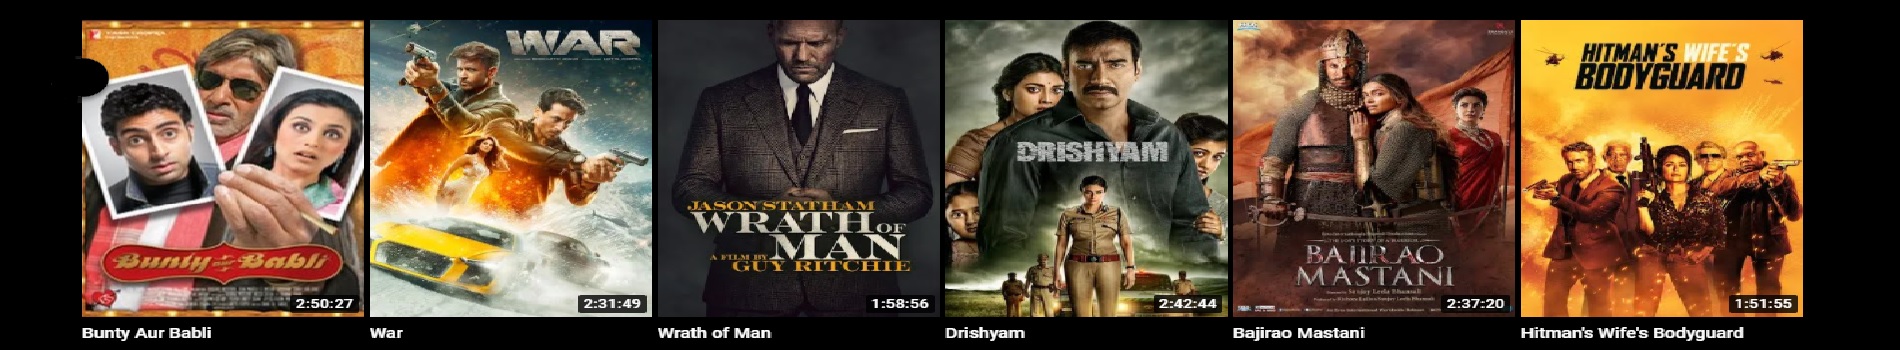 Bunty Aur Babli
2:50:27
Bunty Aur Babli
WAR
2:31:49
War
JASON STATHAM
WRATH OF
MAN
A FILM BY
GUY RITCHIE
1:58:56
Wrath of Man
DRISHYAM
2:42:44
Drishyam
BAJIRAO
MASTANI
2:37:20
Bajirao Mastani
HITMAN'S WIFE'S
BODYGUARD
1:51:55
Hitman's Wife's Bodyguard